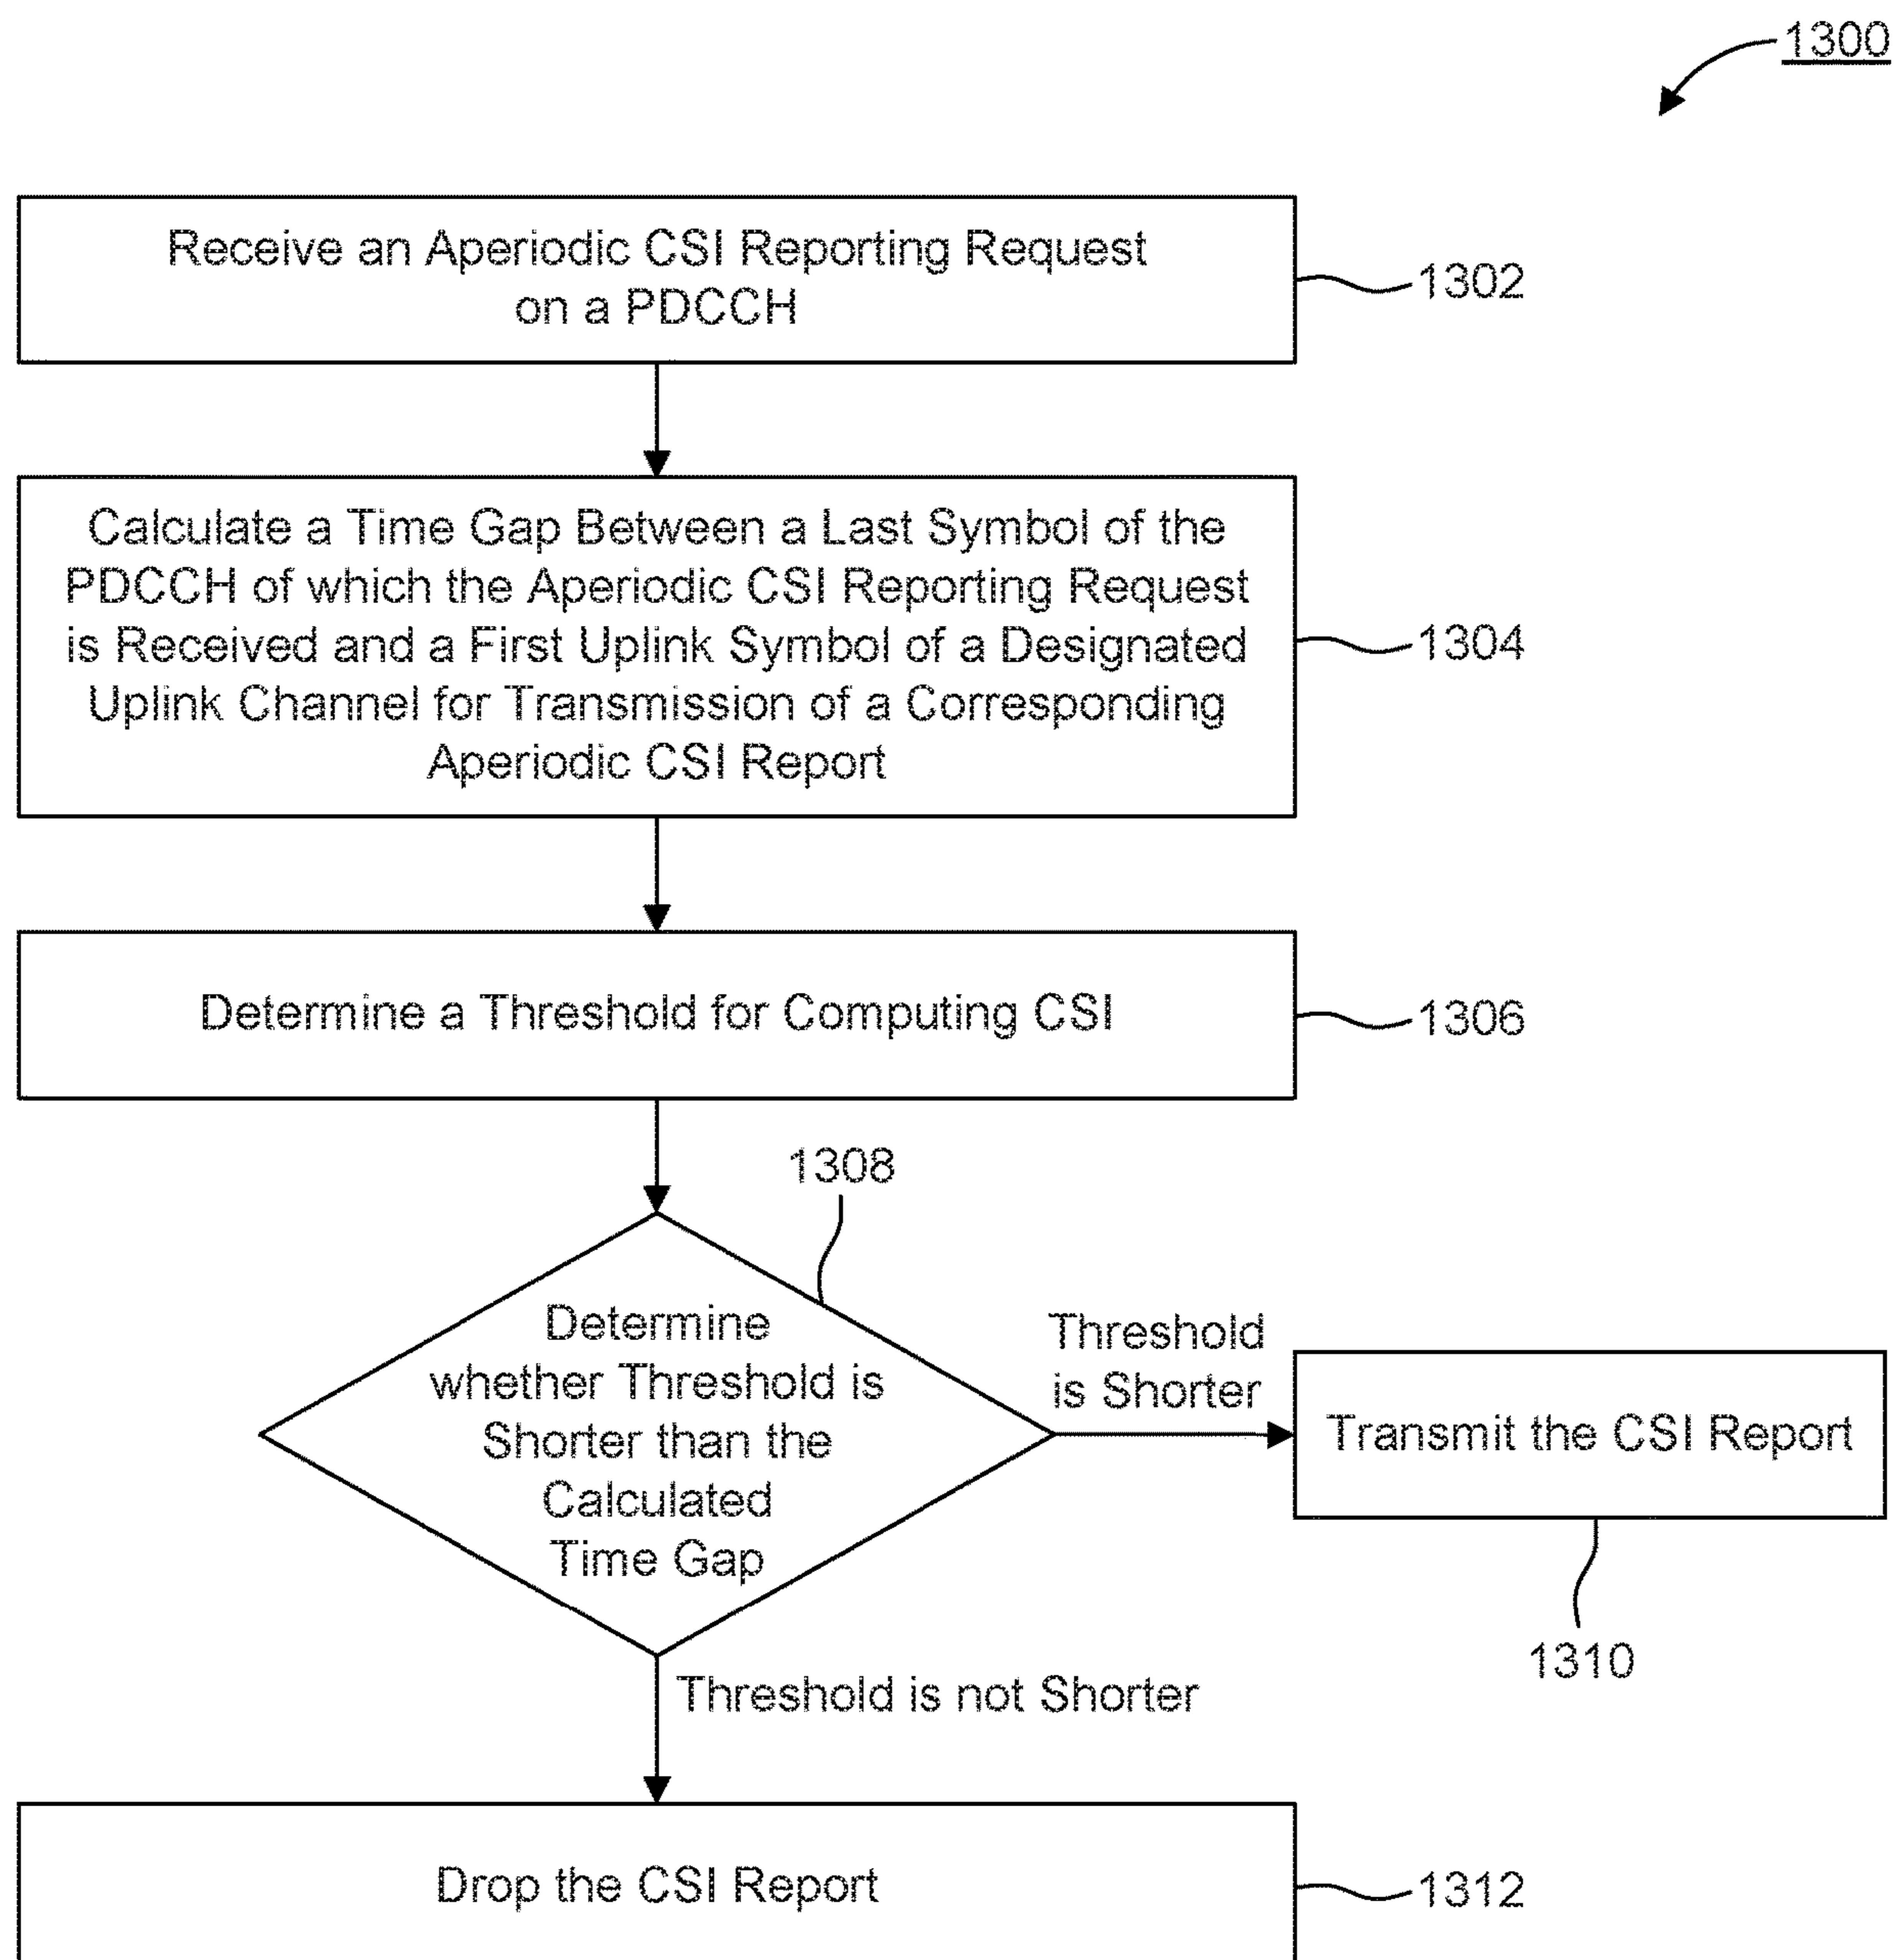 1300
Receive an Aperiodic CSI Reporting Request
on a PDCCH
1302
Calculate a Time Gap Between a Last Symbol of the
PDCCH of which the Aperiodic CSI Reporting Request
is Received and a First Uplink Symbol of a Designated
Uplink Channel for Transmission of a Corresponding
Aperiodic CSI Report
1304
Determine a Threshold for Computing CSI
1306
1308
Determine
whether Threshold is
Shorter than the
Calculated
Time Gap
Threshold
is Shorter
Transmit the CSI Report
1310
Threshold is not Shorter
Drop the CSI Report
1312